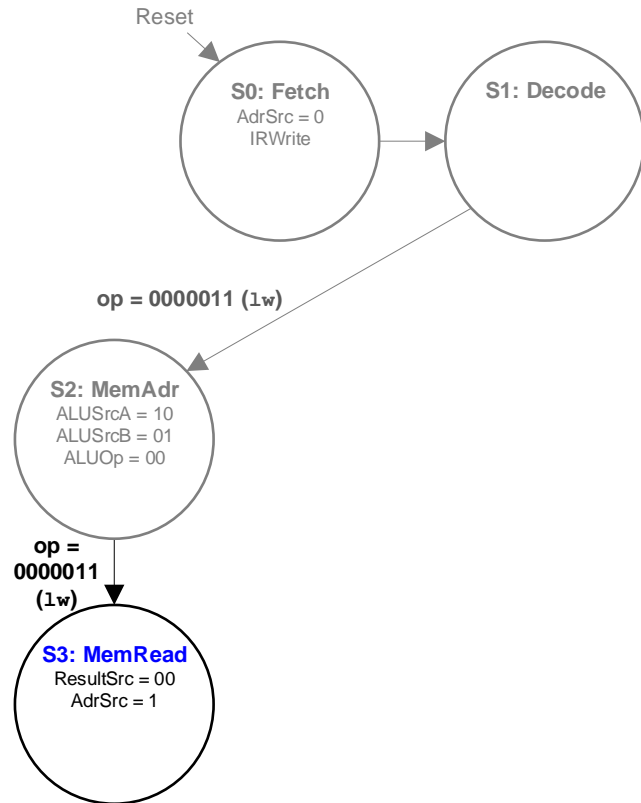 Reset
S0: Fetch
AdrSrc = 0
IRWrite
S1: Decode
op = 0000011 (lw)
S2: MemAdr
ALUSrcA = 10
ALUSrcB = 01
ALUOp = 00
op =
0000011
(lw)
S3: MemRead
ResultSrc = 00
AdrSrc = 1